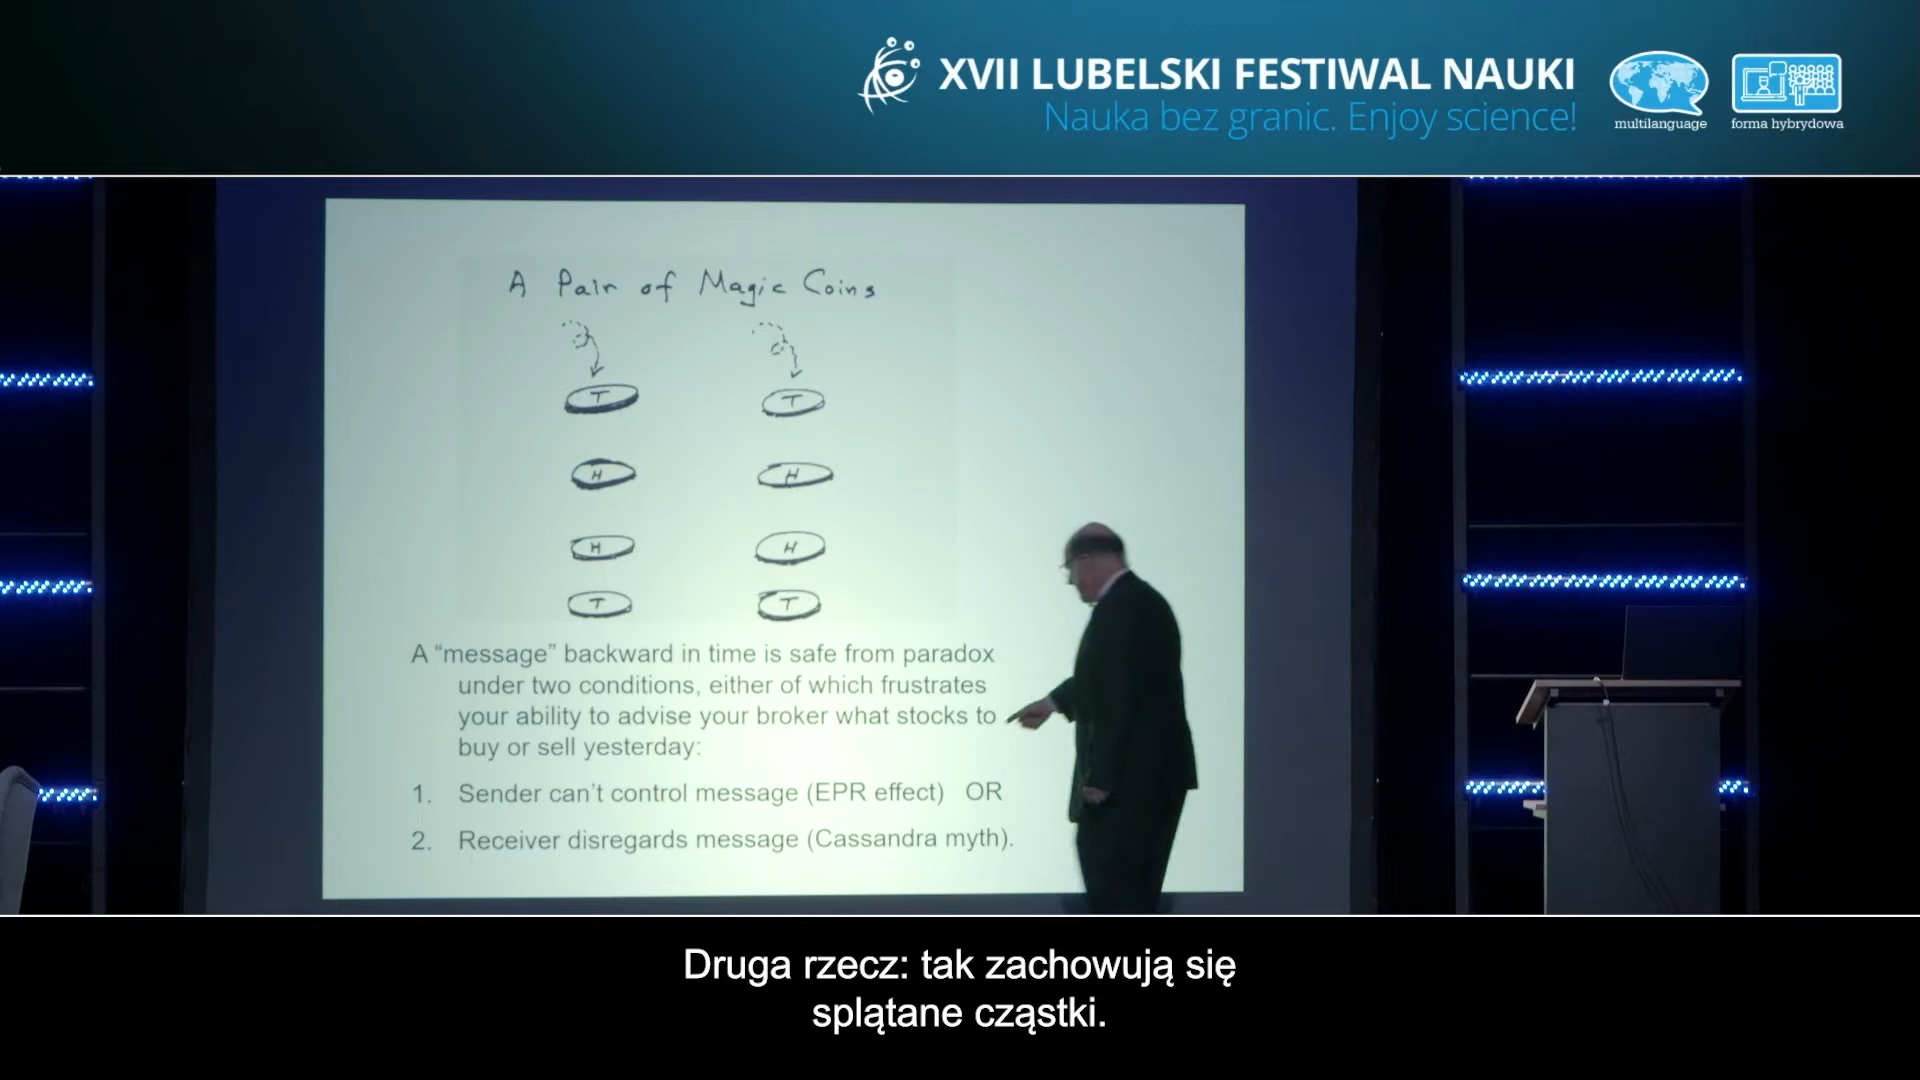 XVII LUBELSKI FESTIWAL NAUKI
Nauka bez granic. Enjoy science!
multilanguage
forma hybrydowa
A Pair of Magic Coins
T T
H H
H H
T T
A “message” backward in time is safe from paradox
under two conditions, either of which frustrates
your ability to advise your broker what stocks to
buy or sell yesterday:
1. Sender can’t control message (EPR effect) OR
2. Receiver disregards message (Cassandra myth).
Druga rzecz: tak zachowują się
splątane cząstki.